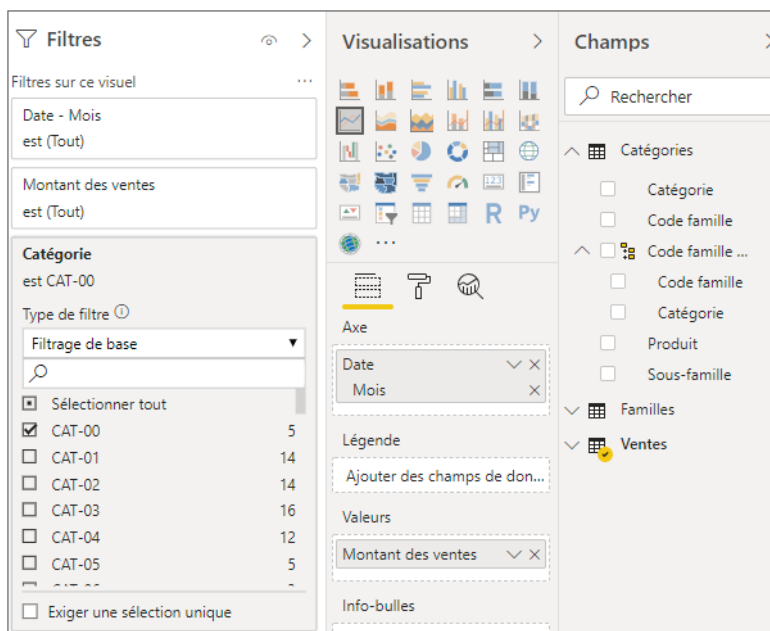 Filtres
Filtres sur ce visuel
Date - Mois
est (Tout)
Montant des ventes
est (Tout)
Catégorie
est CAT-00
Type de filtre
Filtrage de base
Sélectionner tout
CAT-00 5
CAT-01 14
CAT-02 14
CAT-03 16
CAT-04 12
CAT-05 5
Exiger une sélection unique
Visualisations
123
R Py
...
Axe
Date
Mois
Légende
Ajouter des champs de don...
Valeurs
Montant des ventes
Info-bulles
Champs
Rechercher
Catégories
Catégorie
Code famille
Code famille ...
Code famille
Catégorie
Produit
Sous-famille
Familles
Ventes